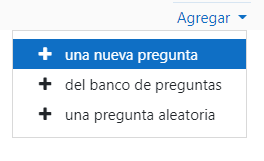 Agregar
una nueva pregunta
del banco de preguntas
una pregunta aleatoria